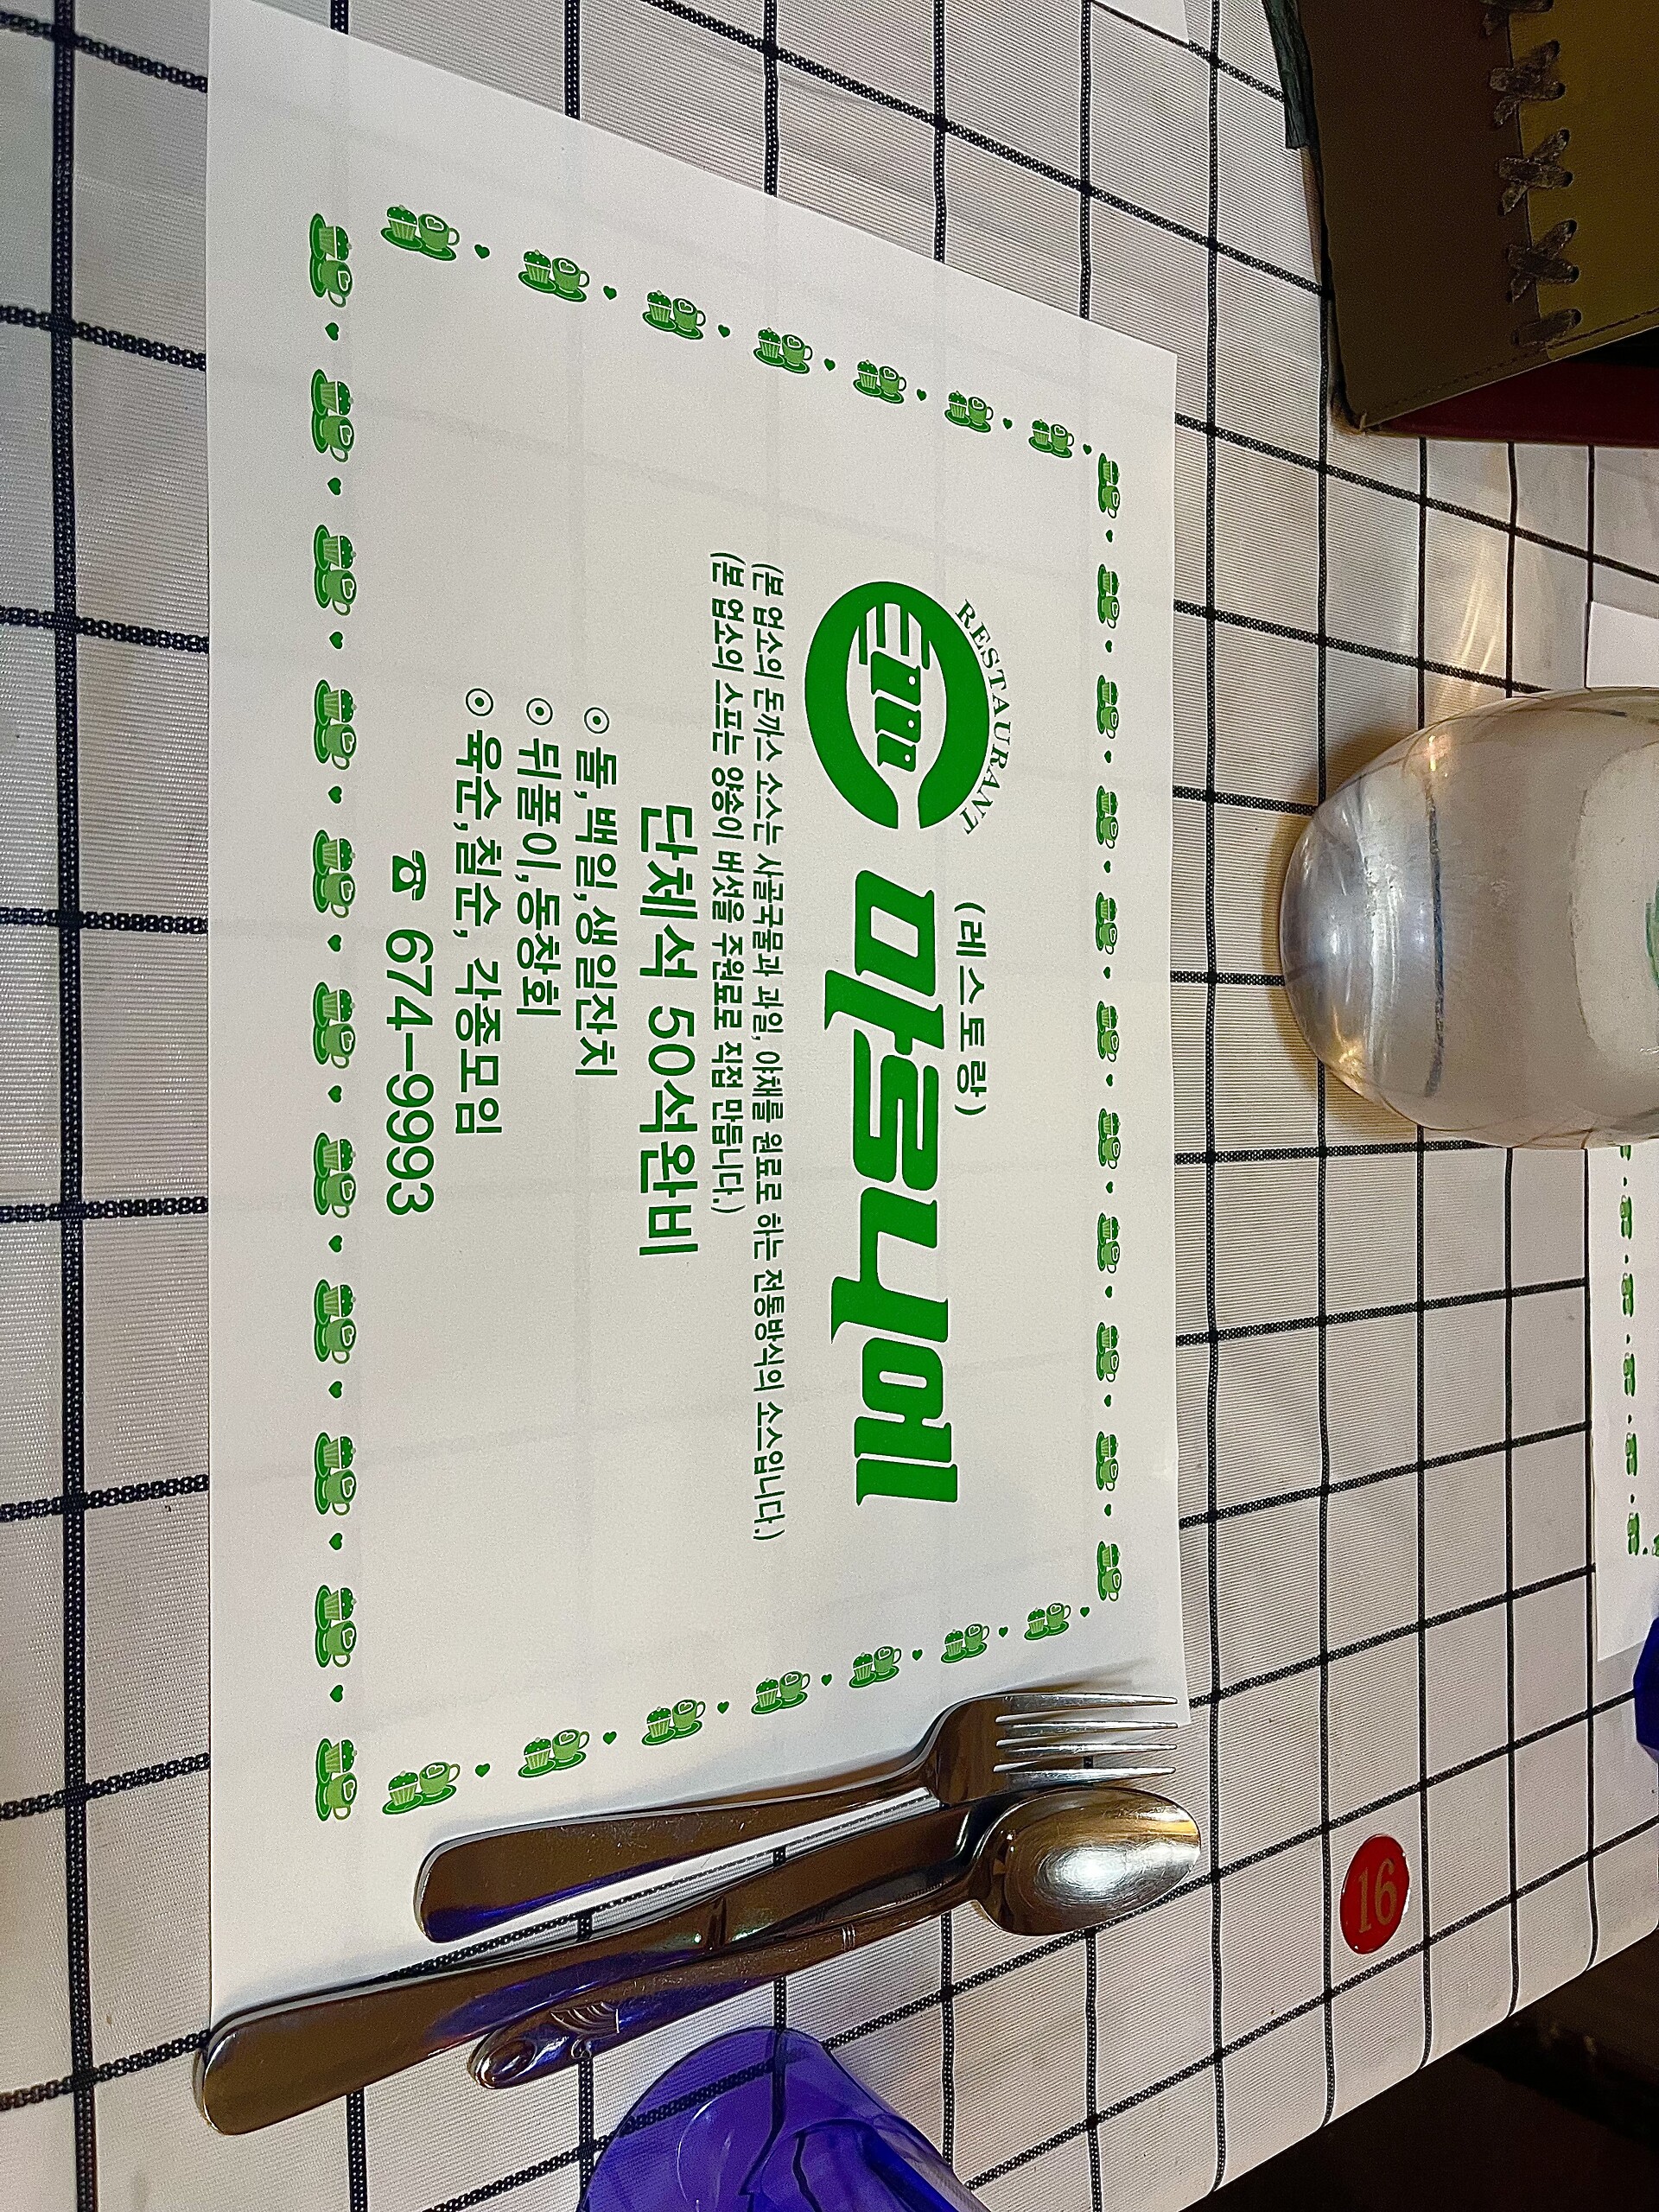 RESTAURANT
m
(레스토랑)
마로니에
(본 업소의 돈까스 소스는 사골국물과 과일, 야채를 원료로 하는 전통방식의 소스입니다.)
(본 업소의 스프는 양송이 버섯을 주원료로 직접 만듭니다.)
단체석 50석완비
⊙ 돌,백일,생일잔치
⊙ 뒤풀이,동창회
⊙ 육순,칠순, 각종모임
☎ 674-9993
16